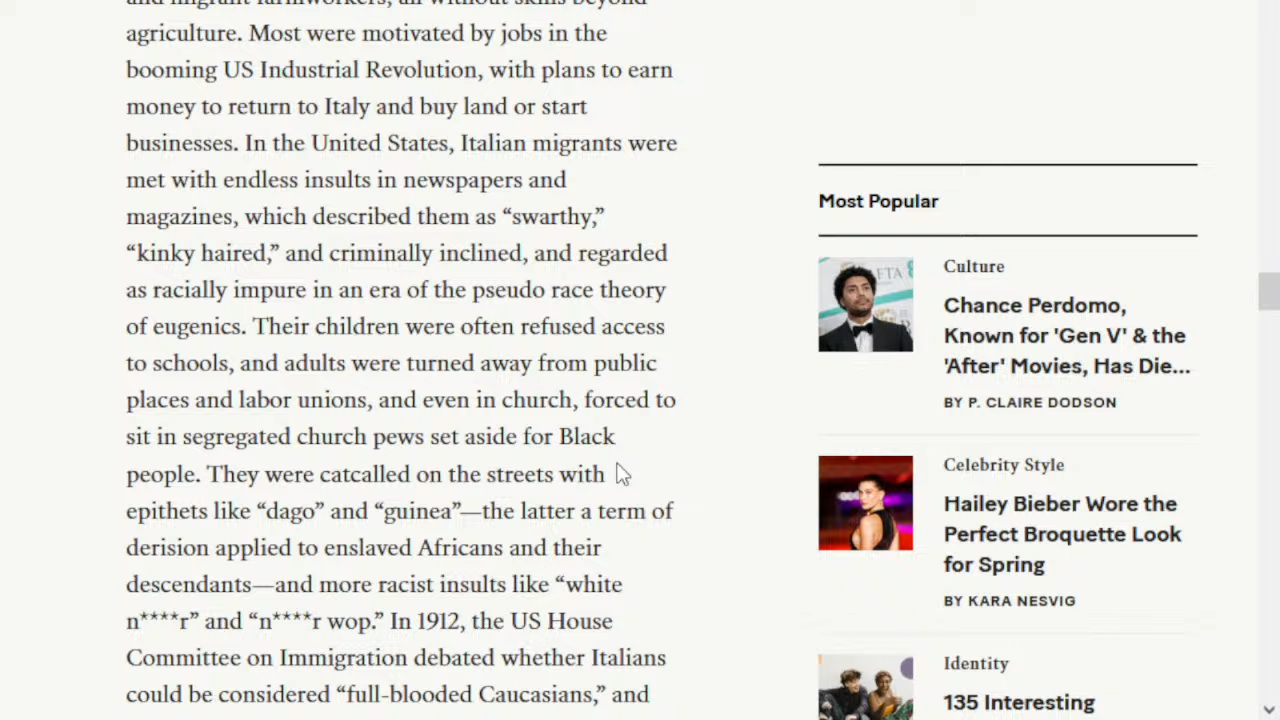 and migrant farmworkers, all without skills beyond
agriculture. Most were motivated by jobs in the
booming US Industrial Revolution, with plans to earn
money to return to Italy and buy land or start
businesses. In the United States, Italian migrants were
met with endless insults in newspapers and
magazines, which described them as “swarthy,”
“kinky haired,” and criminally inclined, and regarded
as racially impure in an era of the pseudo race theory
of eugenics. Their children were often refused access
to schools, and adults were turned away from public
places and labor unions, and even in church, forced to
sit in segregated church pews set aside for Black
people. They were catcalled on the streets with
epithets like “dago” and “guinea”—the latter a term of
derision applied to enslaved Africans and their
descendants—and more racist insults like “white
n****r” and “n****r wop.” In 1912, the US House
Committee on Immigration debated whether Italians
could be considered “full-blooded Caucasians,” and
Most Popular
Culture
Chance Perdomo,
Known for 'Gen V' & the
'After' Movies, Has Die...
BY P. CLAIRE DODSON
Celebrity Style
Hailey Bieber Wore the
Perfect Broquette Look
for Spring
BY KARA NESVIG
Identity
135 Interesting